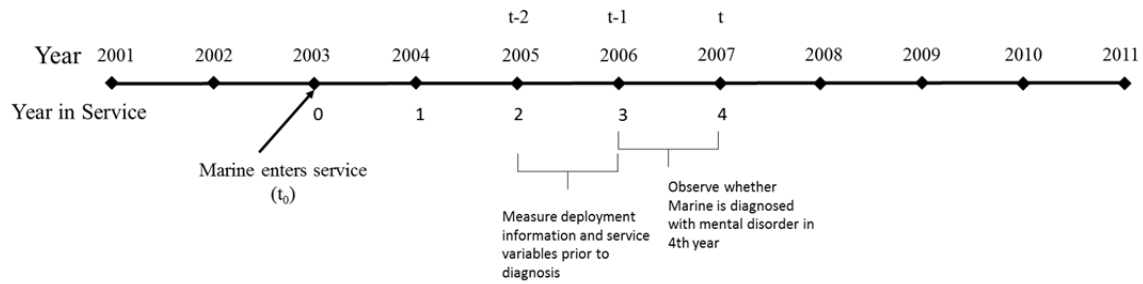 t-2 t-1 t
Year 2001 2002 2003 2004 2005 2006 2007 2008 2009 2010 2011
Year in Service 0 1 2 3 4
Marine enters service
(t₀)
Measure deployment
information and service
variables prior to
diagnosis
Observe whether
Marine is diagnosed
with mental disorder in
4th year